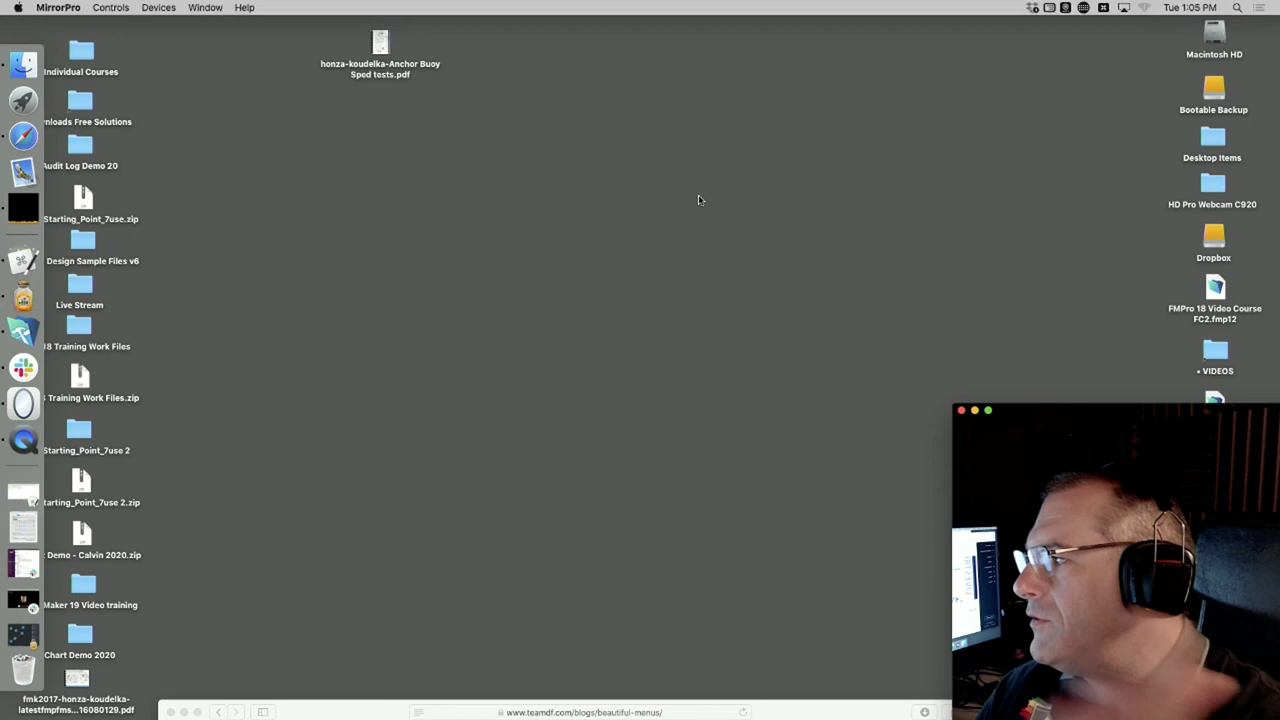 MirrorPro Controls Devices Window Help
Tue 1:05 PM
Individual Courses
wnloads Free Solutions
Audit Log Demo 20
Starting_Point_7use.zip
Design Sample Files v6
Live Stream
18 Training Work Files
Training Work Files.zip
Starting_Point_7use 2
tarting_Point_7use 2.zip
: Demo - Calvin 2020.zip
Maker 19 Video training
Chart Demo 2020
fmk2017-honza-koudelka-
latestfmpfms...16080129.pdf
honza-koudelka-Anchor Buoy
Sped tests.pdf
Macintosh HD
Bootable Backup
Desktop Items
HD Pro Webcam C920
Dropbox
FMPro 18 Video Course
FC2.fmp12
• VIDEOS
www.teamdf.com/blogs/beautiful-menus/